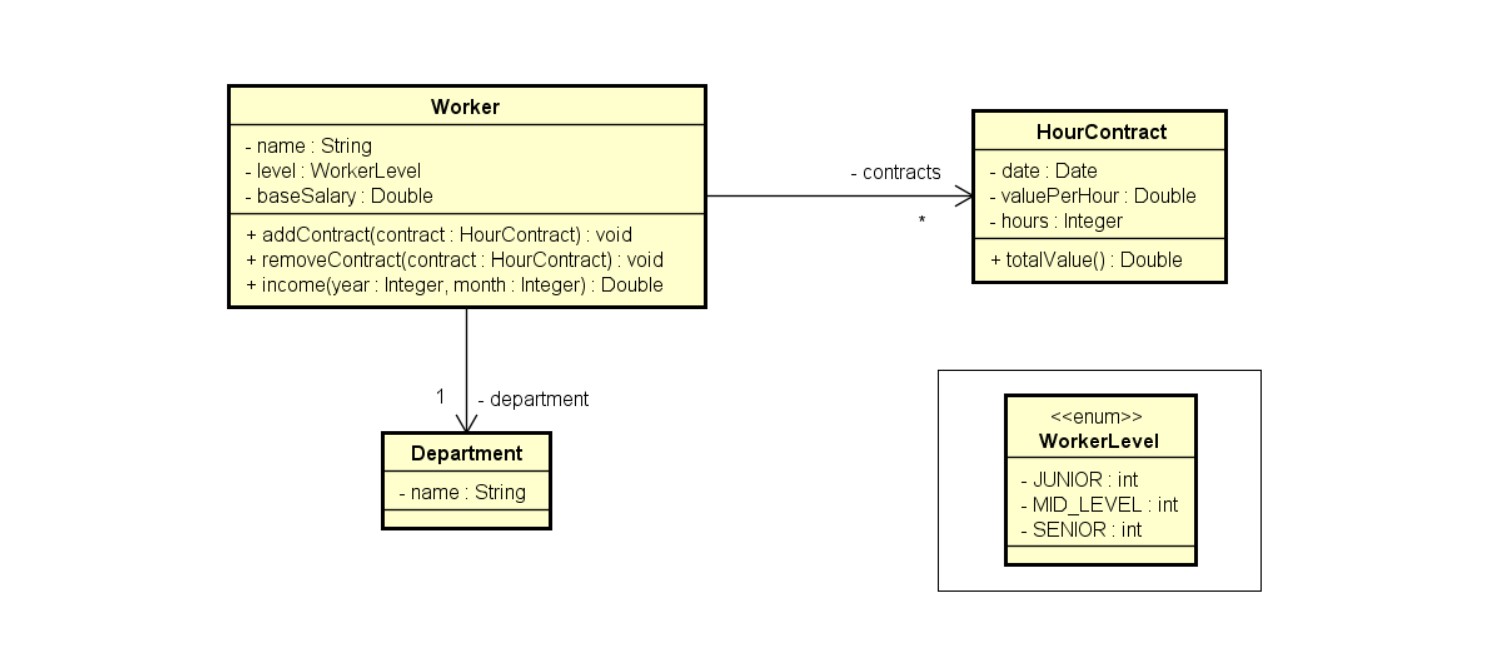 Worker
- name : String
- level : WorkerLevel
- baseSalary : Double
+ addContract(contract : HourContract) : void
+ removeContract(contract : HourContract) : void
+ income(year : Integer, month : Integer) : Double
- contracts
*
HourContract
- date : Date
- valuePerHour : Double
- hours : Integer
+ totalValue() : Double
1
- department
Department
- name : String
<<enum>>
WorkerLevel
- JUNIOR : int
- MID_LEVEL : int
- SENIOR : int